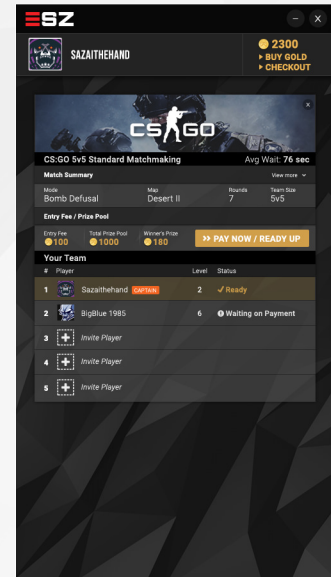 ESZ
– X
SAZAITHEHAND
2300
BUY GOLD
CHECKOUT
x
CS GO
CS:GO 5v5 Standard Matchmaking Avg Wait: 76 sec
Match Summary View more
Mode Map Rounds Team Size
Bomb Defusal Desert II 7 5v5
Entry Fee / Prize Pool
Entry Fee Total Prize Pool Winner's Prize
100 1000 180 PAY NOW / READY UP
Your Team
# Player Level Status
1 Sazaithehand CAPTAIN 2 Ready
2 BigBlue 1985 6 Waiting on Payment
3 Invite Player
4 Invite Player
5 Invite Player